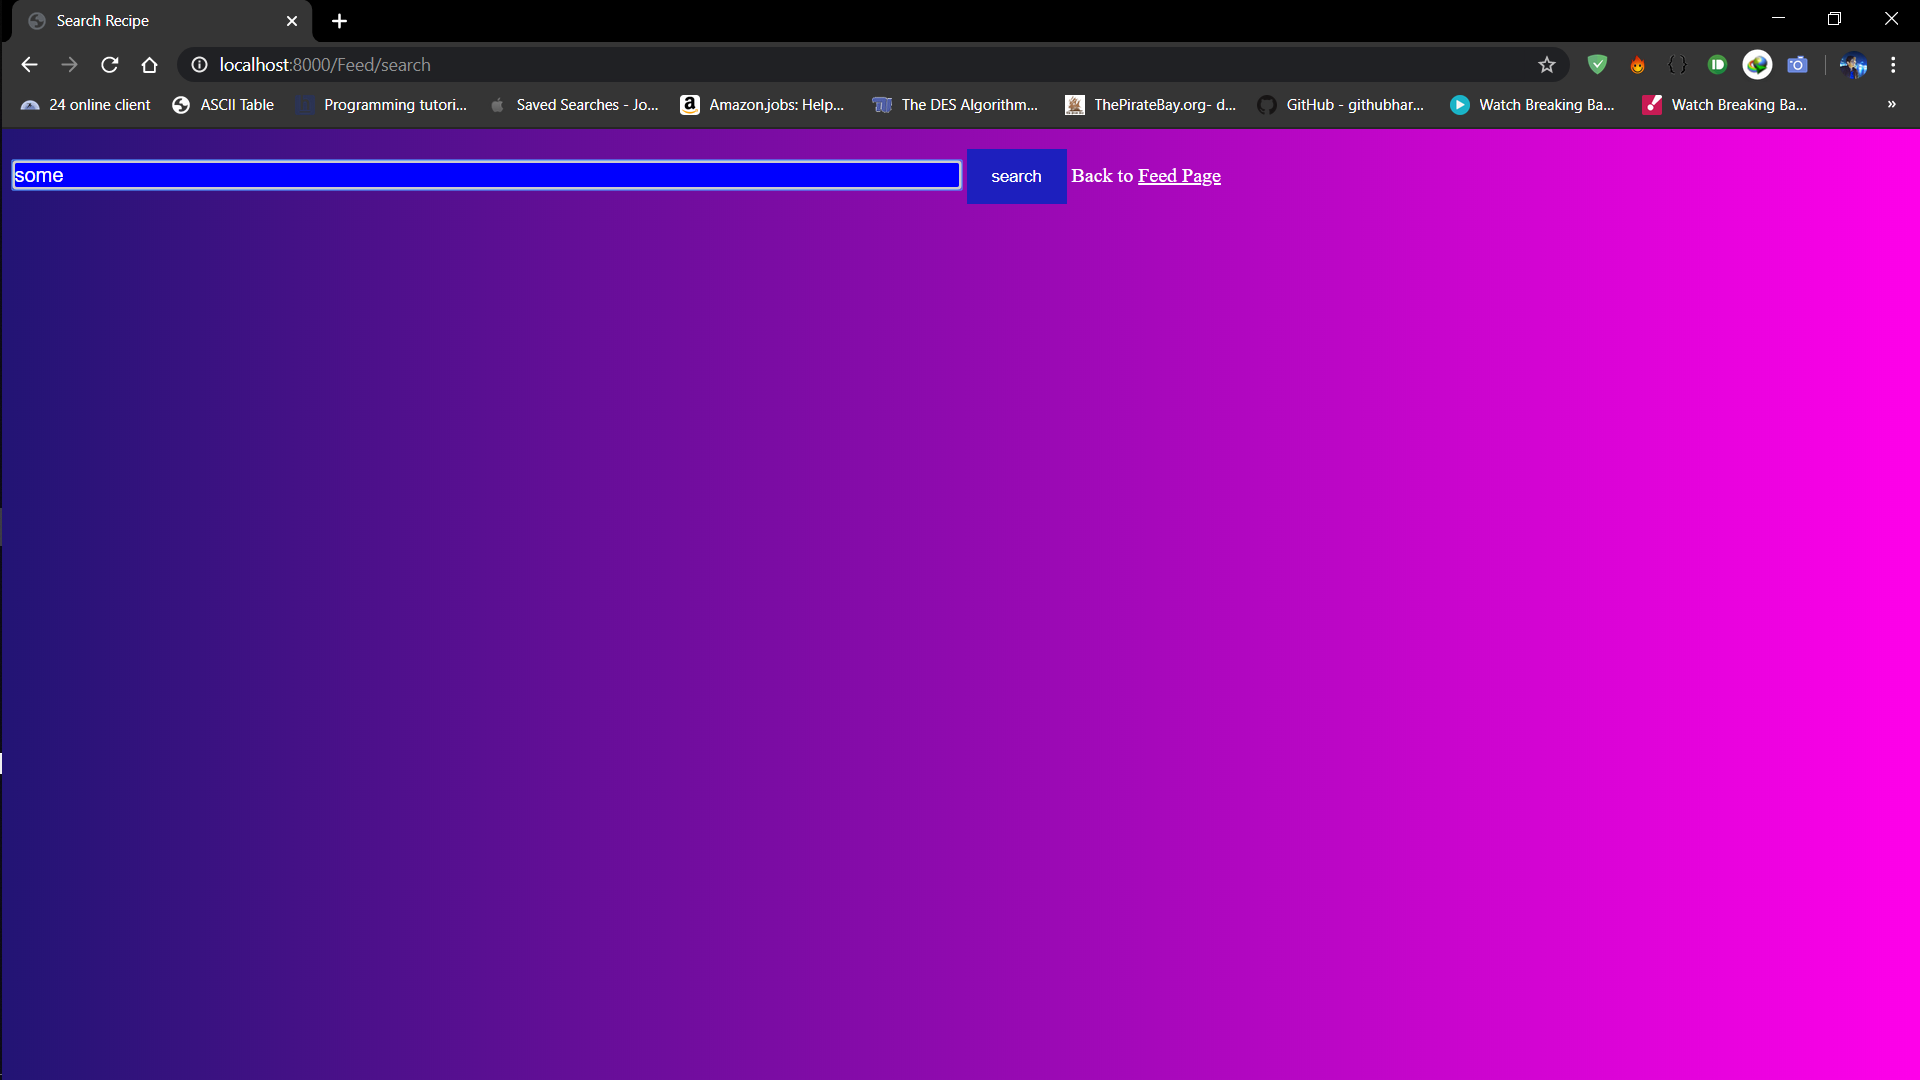 Search Recipe
localhost:8000/Feed/search
24 online client ASCII Table Programming tutori... Saved Searches - Jo... Amazon.jobs: Help... The DES Algorithm... ThePirateBay.org- d... GitHub - githubhar... Watch Breaking Ba... Watch Breaking Ba... »
some search Back to Feed Page